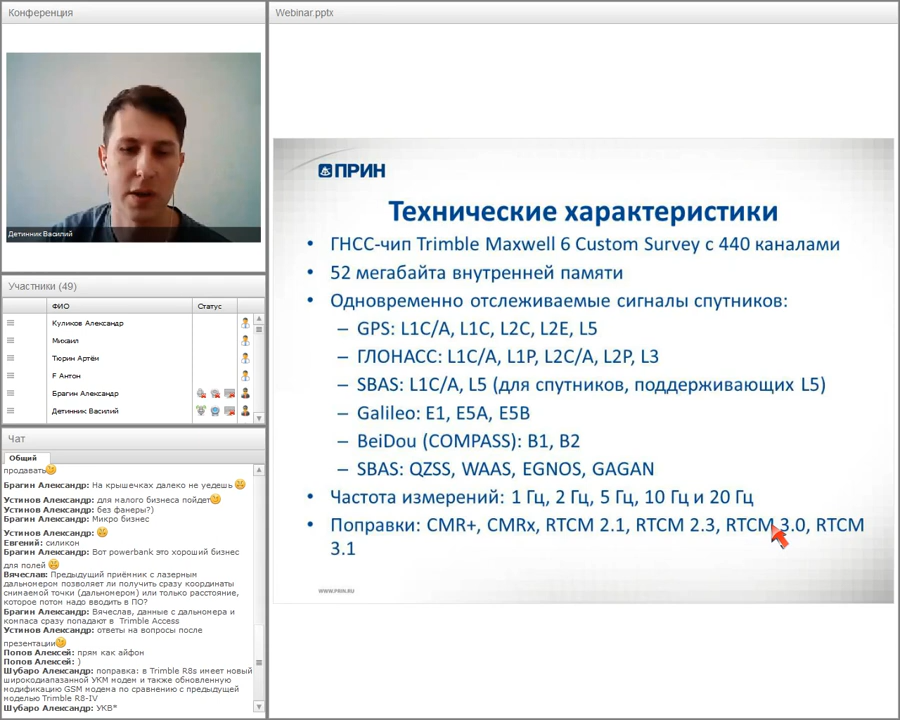 Конференция
Webinar.pptx
Детинник Василий
ПРИН
Технические характеристики
• ГНСС-чип Trimble Maxwell 6 Custom Survey с 440 каналами
• 52 мегабайта внутренней памяти
• Одновременно отслеживаемые сигналы спутников:
– GPS: L1C/A, L1C, L2C, L2E, L5
– ГЛОНАСС: L1C/A, L1P, L2C/A, L2P, L3
– SBAS: L1C/A, L5 (для спутников, поддерживающих L5)
– Galileo: E1, E5A, E5B
– BeiDou (COMPASS): B1, B2
– SBAS: QZSS, WAAS, EGNOS, GAGAN
• Частота измерений: 1 Гц, 2 Гц, 5 Гц, 10 Гц и 20 Гц
• Поправки: CMR+, CMRx, RTCM 2.1, RTCM 2.3, RTCM 3.0, RTCM
3.1
WWW.PRIN.RU
Участники (49)
ФИО Статус
Куликов Александр
Михаил
Тюрин Артём
F Антон
Брагин Александр
Детинник Василий
Чат
Общий
продавать
Брагин Александр: На крышечках далеко не уедешь
Устинов Александр: для малого бизнеса пойдет
Устинов Александр: без фанеры?)
Брагин Александр: Микро бизнес
Устинов Александр:
Евгений: силикон
Брагин Александр: Вот powerbank это хороший бизнес
для полей
Вячеслав: Предыдущий приёмник с лазерным
дальномером позволяет ли получить сразу координаты
снимаемой точки (дальномером) или только расстояние,
которое потом надо вводить в ПО?
Брагин Александр: Вячеслав, данные с дальномера и
компаса сразу попадают в Trimble Access
Устинов Александр: ответы на вопросы после
презентации
Попов Алексей: прям как айфон
Попов Алексей: )
Шубаро Александр: поправка: в Trimble R8s имеет новый
широкодиапазанной УКМ модем и также обновленную
модификацию GSM модема по сравнению с предыдущей
моделью Trimble R8-IV
Шубаро Александр: УКВ*